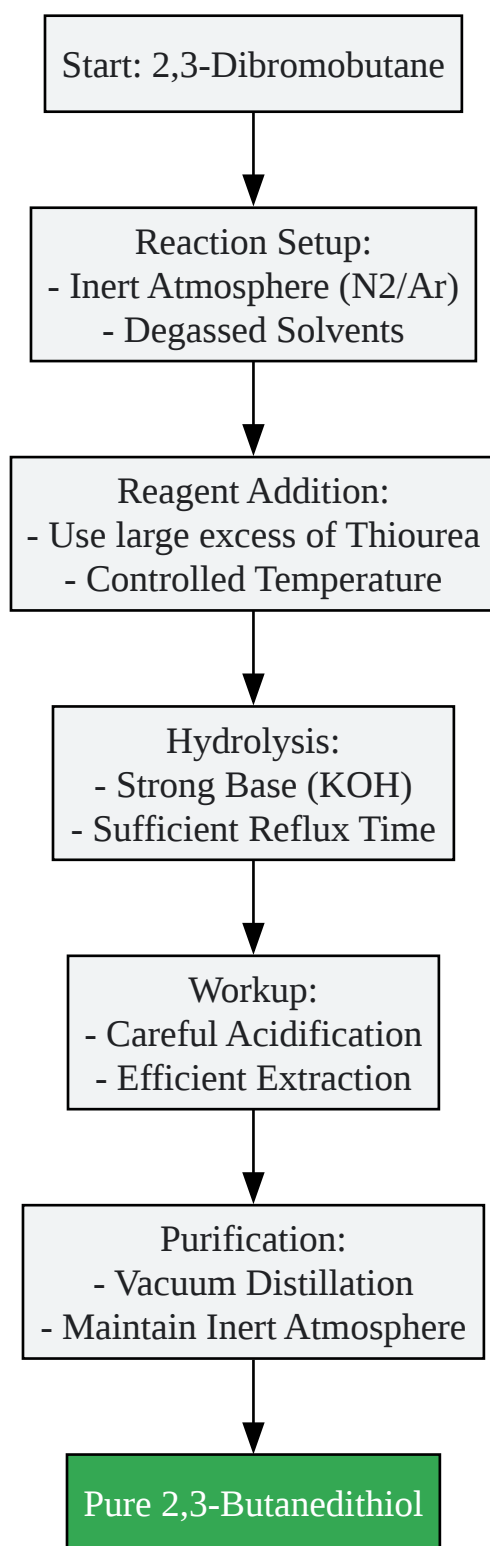 Start: 2,3-Dibromobutane
Reaction Setup:
- Inert Atmosphere (N2/Ar)
- Degassed Solvents
Reagent Addition:
- Use large excess of Thiourea
- Controlled Temperature
Hydrolysis:
- Strong Base (KOH)
- Sufficient Reflux Time
Workup:
- Careful Acidification
- Efficient Extraction
Purification:
- Vacuum Distillation
- Maintain Inert Atmosphere
Pure 2,3-Butanedithiol